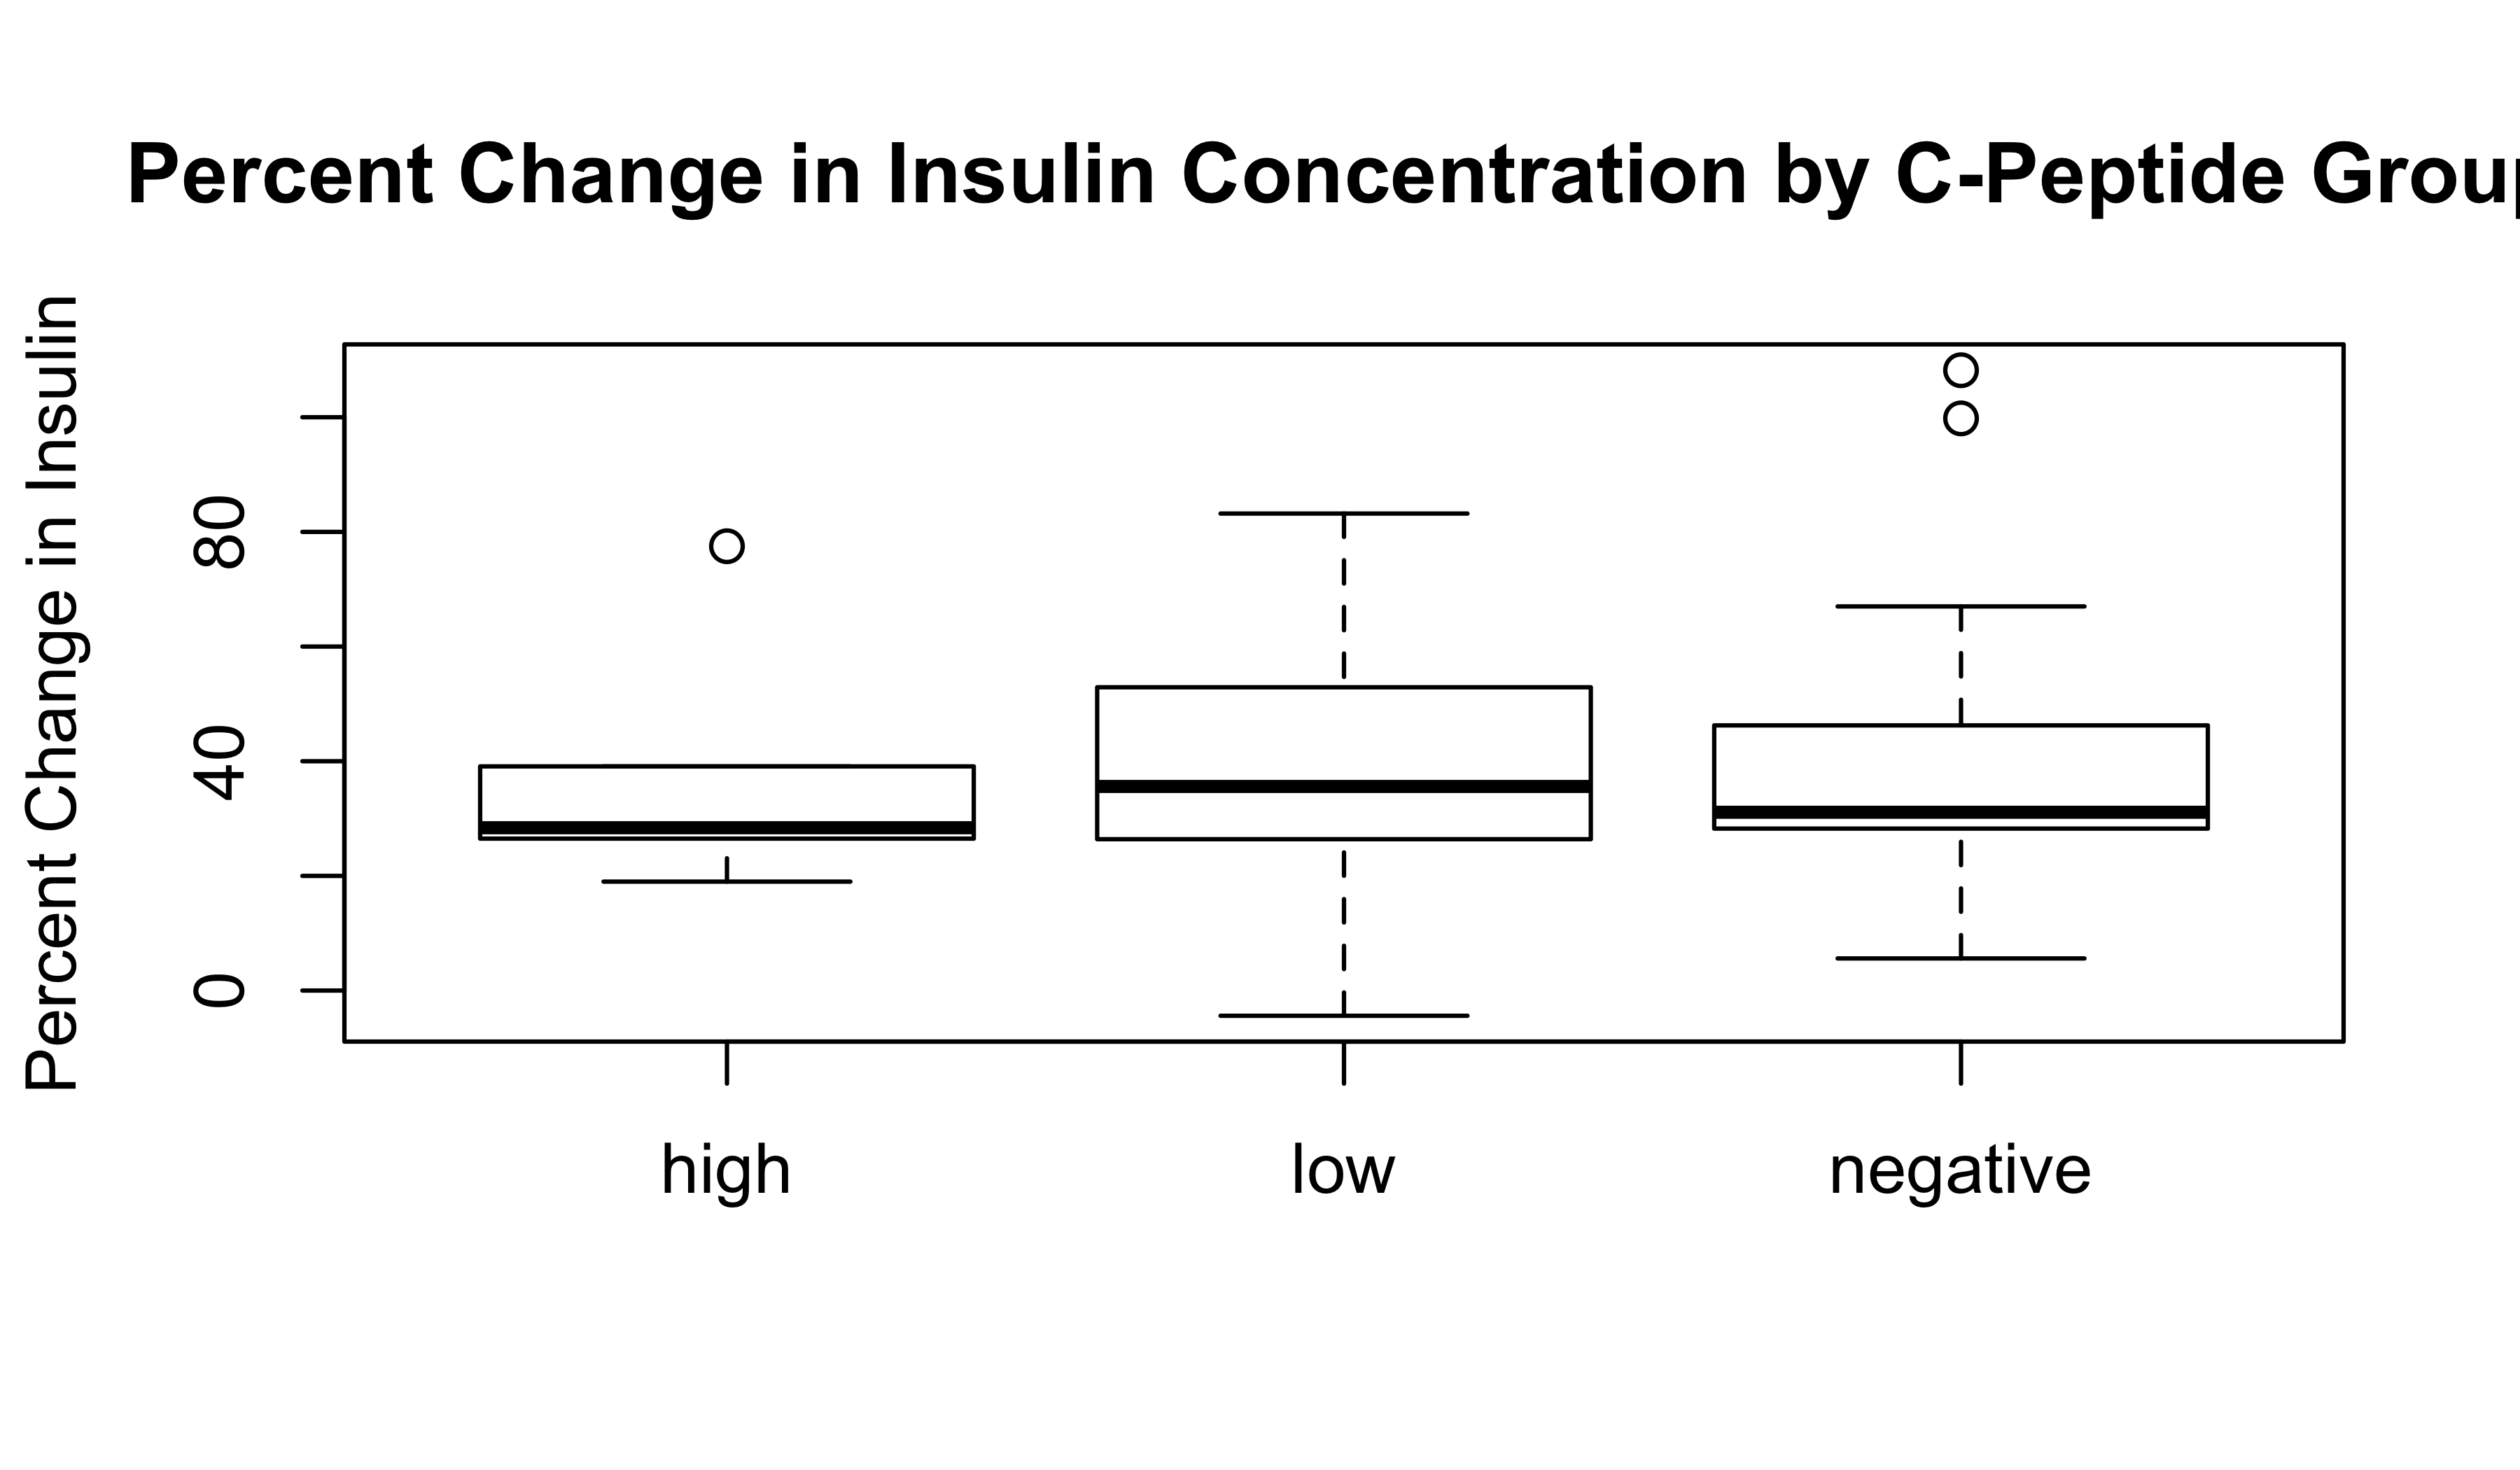 Percent Change in Insulin Concentration by C-Peptide Grou
Percent Change in Insulin
80
40
0
high
low
negative